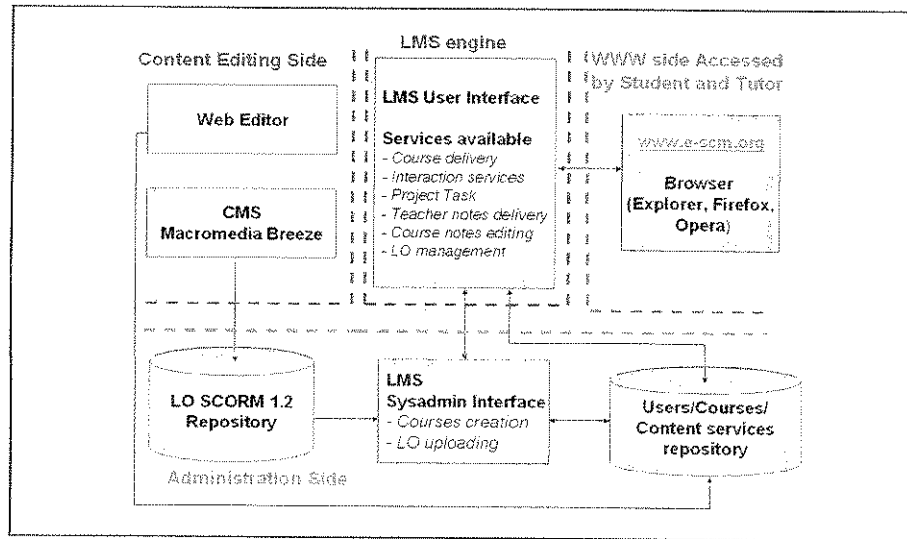 Content Editing Side
Web Editor
CMS
Macromedia Breeze
LMS engine
LMS User Interface
Services available
- Course delivery
- Interaction services
- Project Task
- Teacher notes delivery
- Course notes editing
- LO management
WWW side Accessed
by Student and Tutor
www.e-scm.org
Browser
(Explorer, Firefox,
Opera)
LO SCORM 1.2
Repository
Administration Side
LMS
Sysadmin Interface
- Courses creation
- LO uploading
Users/Courses/
Content services
repository